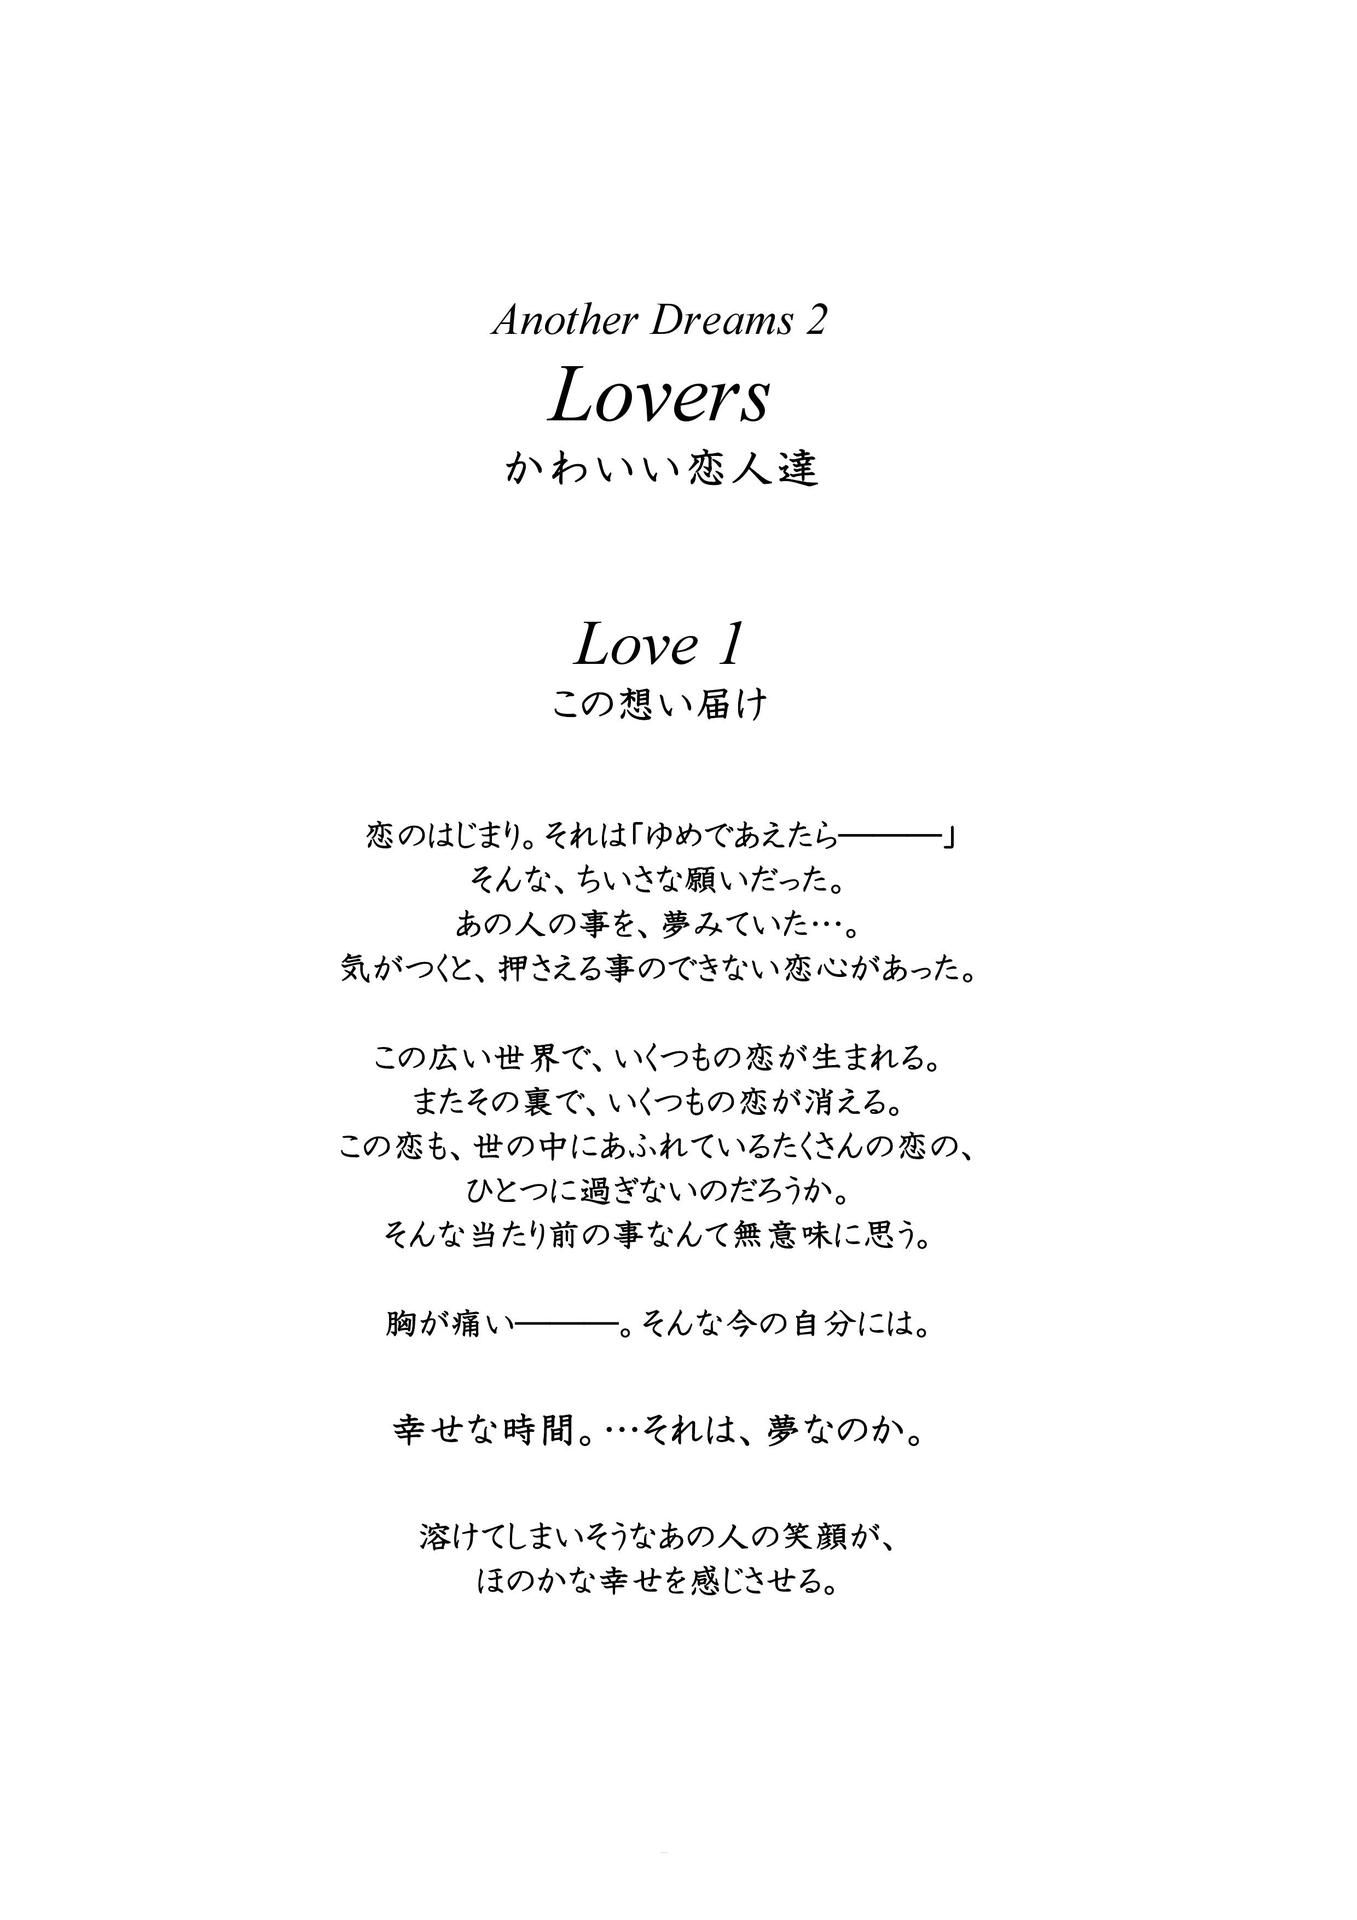 Another Dreams 2
Lovers
かわいい恋人達
Love 1
この想い届け
恋のはじまり。それは「ゆめであえたら―――」
そんな、ちいさな願いだった。
あの人の事を、夢みていた…。
気がつくと、押さえる事のできない恋心があった。
この広い世界で、いくつもの恋が生まれる。
またその裏で、いくつもの恋が消える。
この恋も、世の中にあふれているたくさんの恋の、
ひとつに過ぎないのだろうか。
そんな当たり前の事なんて無意味に思う。
胸が痛い―――。そんな今の自分には。
幸せな時間。…それは、夢なのか。
溶けてしまいそうなあの人の笑顔が、
ほのかな幸せを感じさせる。